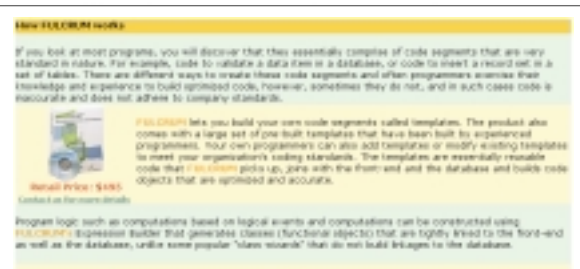 How FULCRUM works
If you look at most programs, you will discover that they essentially comprise of code segments that are very
standard in nature. For example, code to validate a data item in a database, or code to insert a record set in a
set of tables. There are different ways to create these code segments and often programmers exercise their
knowledge and experience to build optimized code, however, sometimes they do not, and in such cases code is
inaccurate and does not adhere to company standards.
FULCRUM lets you build your own code segments called templates. The product also
comes with a large set of pre-built templates that have been built by experienced
programmers. Your own programmers can also add templates or modify existing templates
to meet your organization's coding standards. The templates are essentially reusable
code that FULCRUM picks up, joins with the front-end and the database and builds code
objects that are optimized and accurate.
Retail Price: $495
Contact us for more details
Program logic such as computations based on logical events and computations can be constructed using
FULCRUM's Expression Builder that generates classes (functional objects) that are tightly linked to the front-end
as well as the database, unlike some popular "class wizards" that do not build linkages to the database.